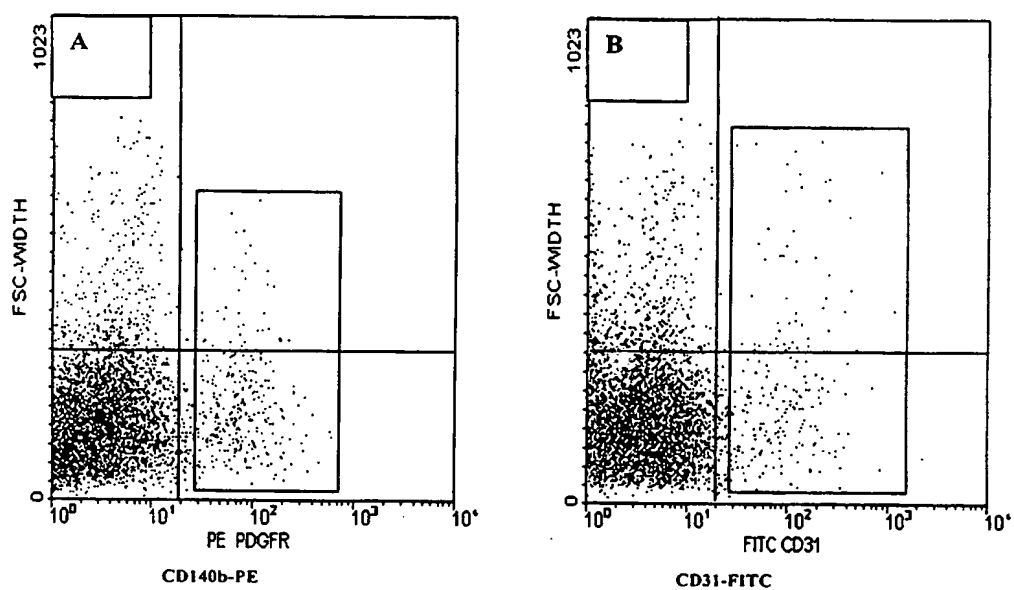 A
1023
FSC-WIDTH
0
10⁰ 10¹ 10² 10³ 10⁴
PE PDGFR
CD140b-PE
B
1023
FSC-WIDTH
0
10⁰ 10¹ 10² 10³ 10⁴
FITC CD31
CD31-FITC